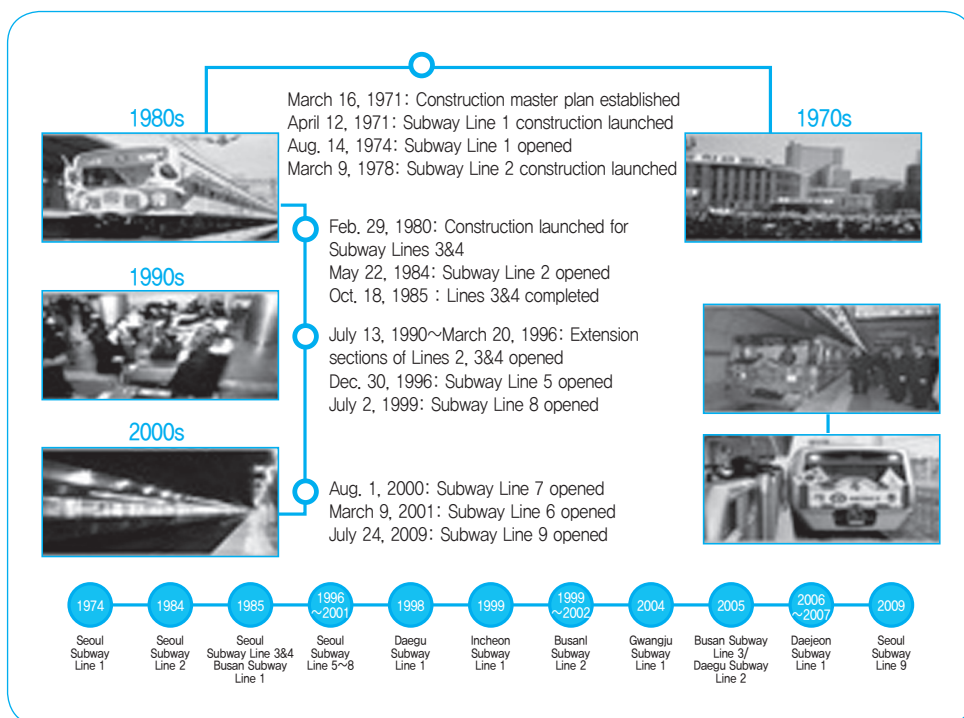 March 16, 1971: Construction master plan established
April 12, 1971: Subway Line 1 construction launched
Aug. 14, 1974: Subway Line 1 opened
March 9, 1978: Subway Line 2 construction launched
1970s
1980s
Feb. 29, 1980: Construction launched for
Subway Lines 3&4
May 22, 1984: Subway Line 2 opened
Oct. 18, 1985 : Lines 3&4 completed
1990s
July 13, 1990~March 20, 1996: Extension
sections of Lines 2, 3&4 opened
Dec. 30, 1996: Subway Line 5 opened
July 2, 1999: Subway Line 8 opened
2000s
Aug. 1, 2000: Subway Line 7 opened
March 9, 2001: Subway Line 6 opened
July 24, 2009: Subway Line 9 opened
1974
Seoul
Subway
Line 1
1984
Seoul
Subway
Line 2
1985
Seoul
Subway Line 3&4
Busan Subway
Line 1
1996
~2001
Seoul
Subway
Line 5~8
1998
Daegu
Subway
Line 1
1999
Incheon
Subway
Line 1
1999
~2002
Busanl
Subway
Line 2
2004
Gwangju
Subway
Line 1
2005
Busan Subway
Line 3/
Daegu Subway
Line 2
2006
~2007
Daejeon
Subway
Line 1
2009
Seoul
Subway
Line 9